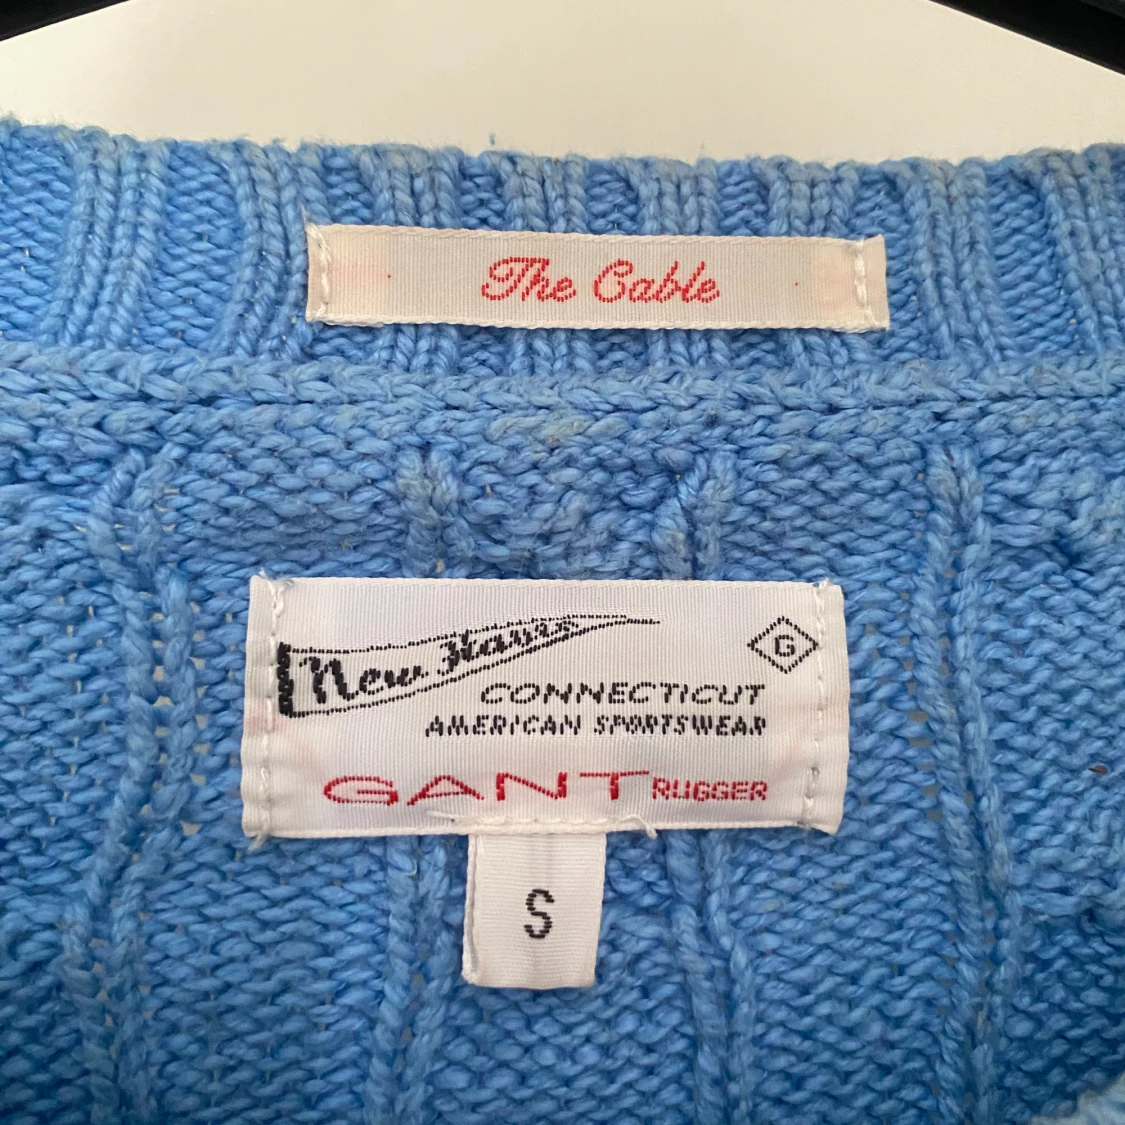 The Cable
New Haven
G
CONNECTICUT
AMERICAN SPORTSWEAR
GANT RUGGER
S